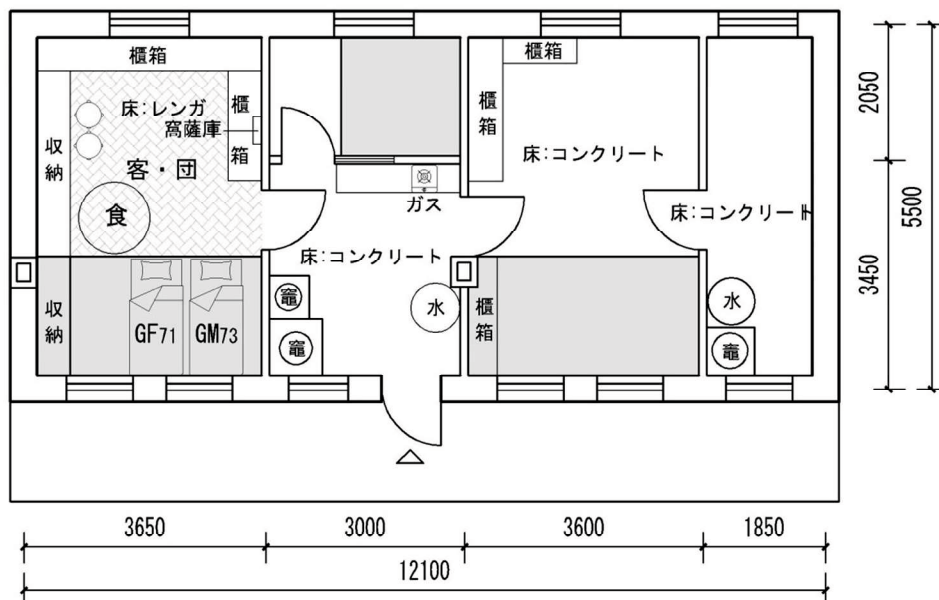 櫃箱
床：レンガ
窩薩庫
櫃箱
収納
客・団
食
収納
GF71
GM73
ガス
床：コンクリート
竈
竈
水
櫃箱
櫃箱
床：コンクリート
櫃箱
床：コンクリート
水
竈
2050
3450
5500
3650
3000
3600
1850
12100